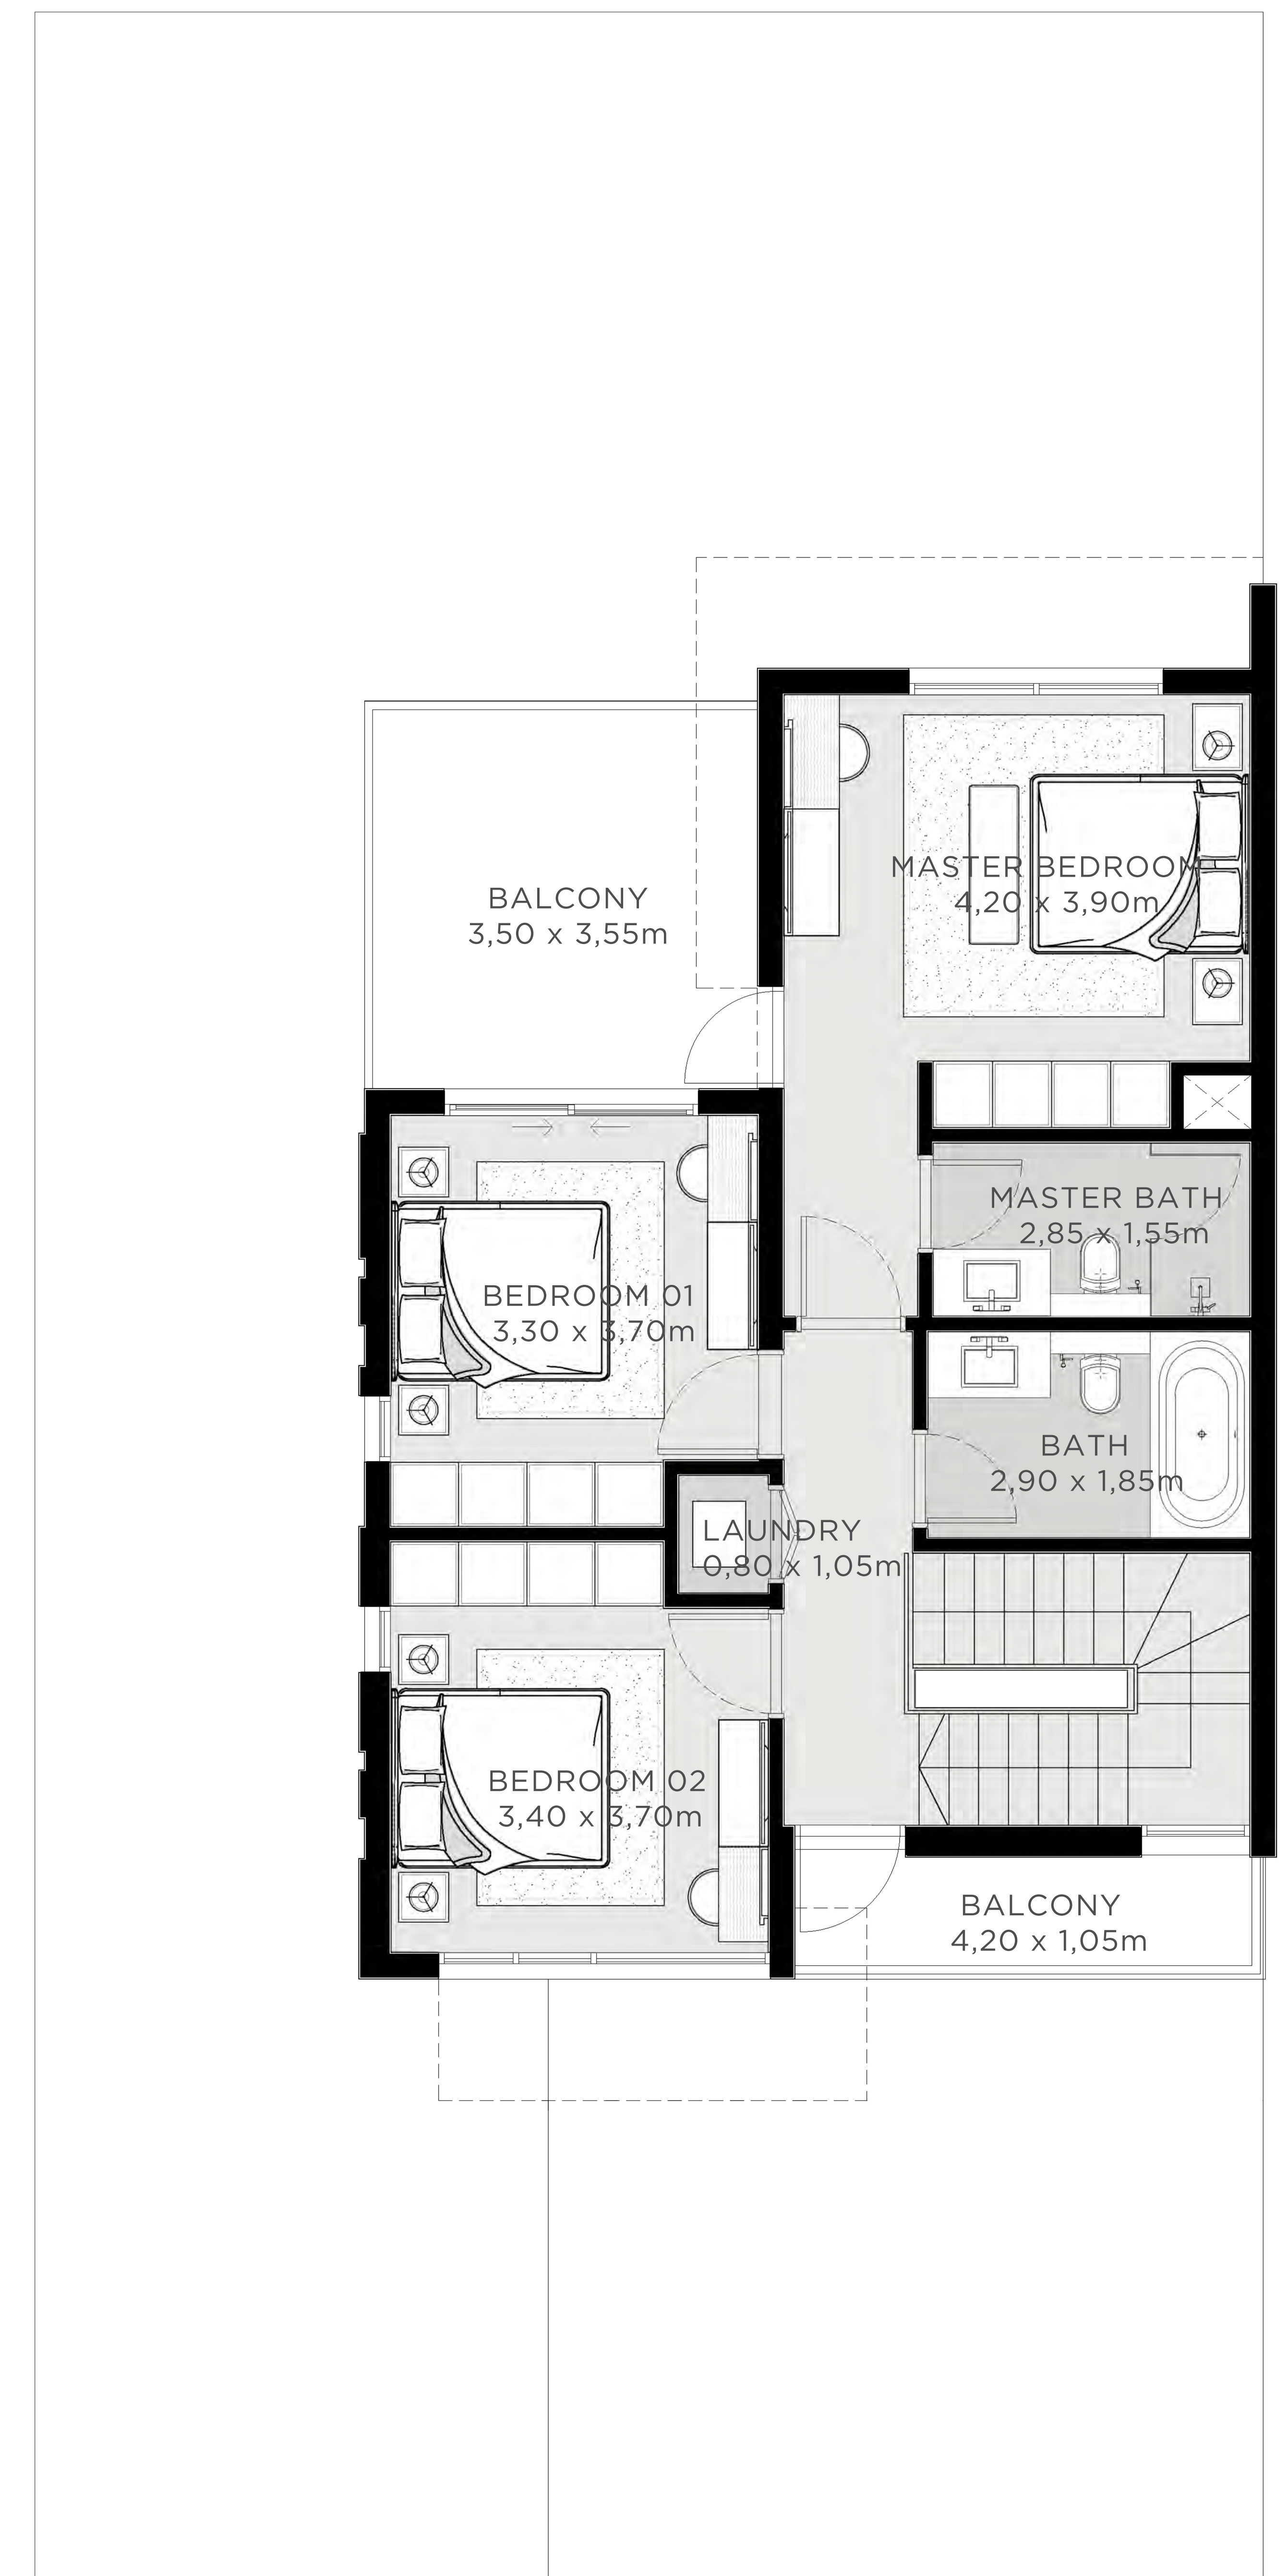 MASTER BEDROOM
4,20 x 3,90m
BALCONY
3,50 x 3,55m
MASTER BATH
2,85 x 1,55m
BEDROOM 01
3,30 x 3,70m
BATH
2,90 x 1,85m
LAUNDRY
0,80 x 1,05m
BEDROOM 02
3,40 x 3,70m
BALCONY
4,20 x 1,05m